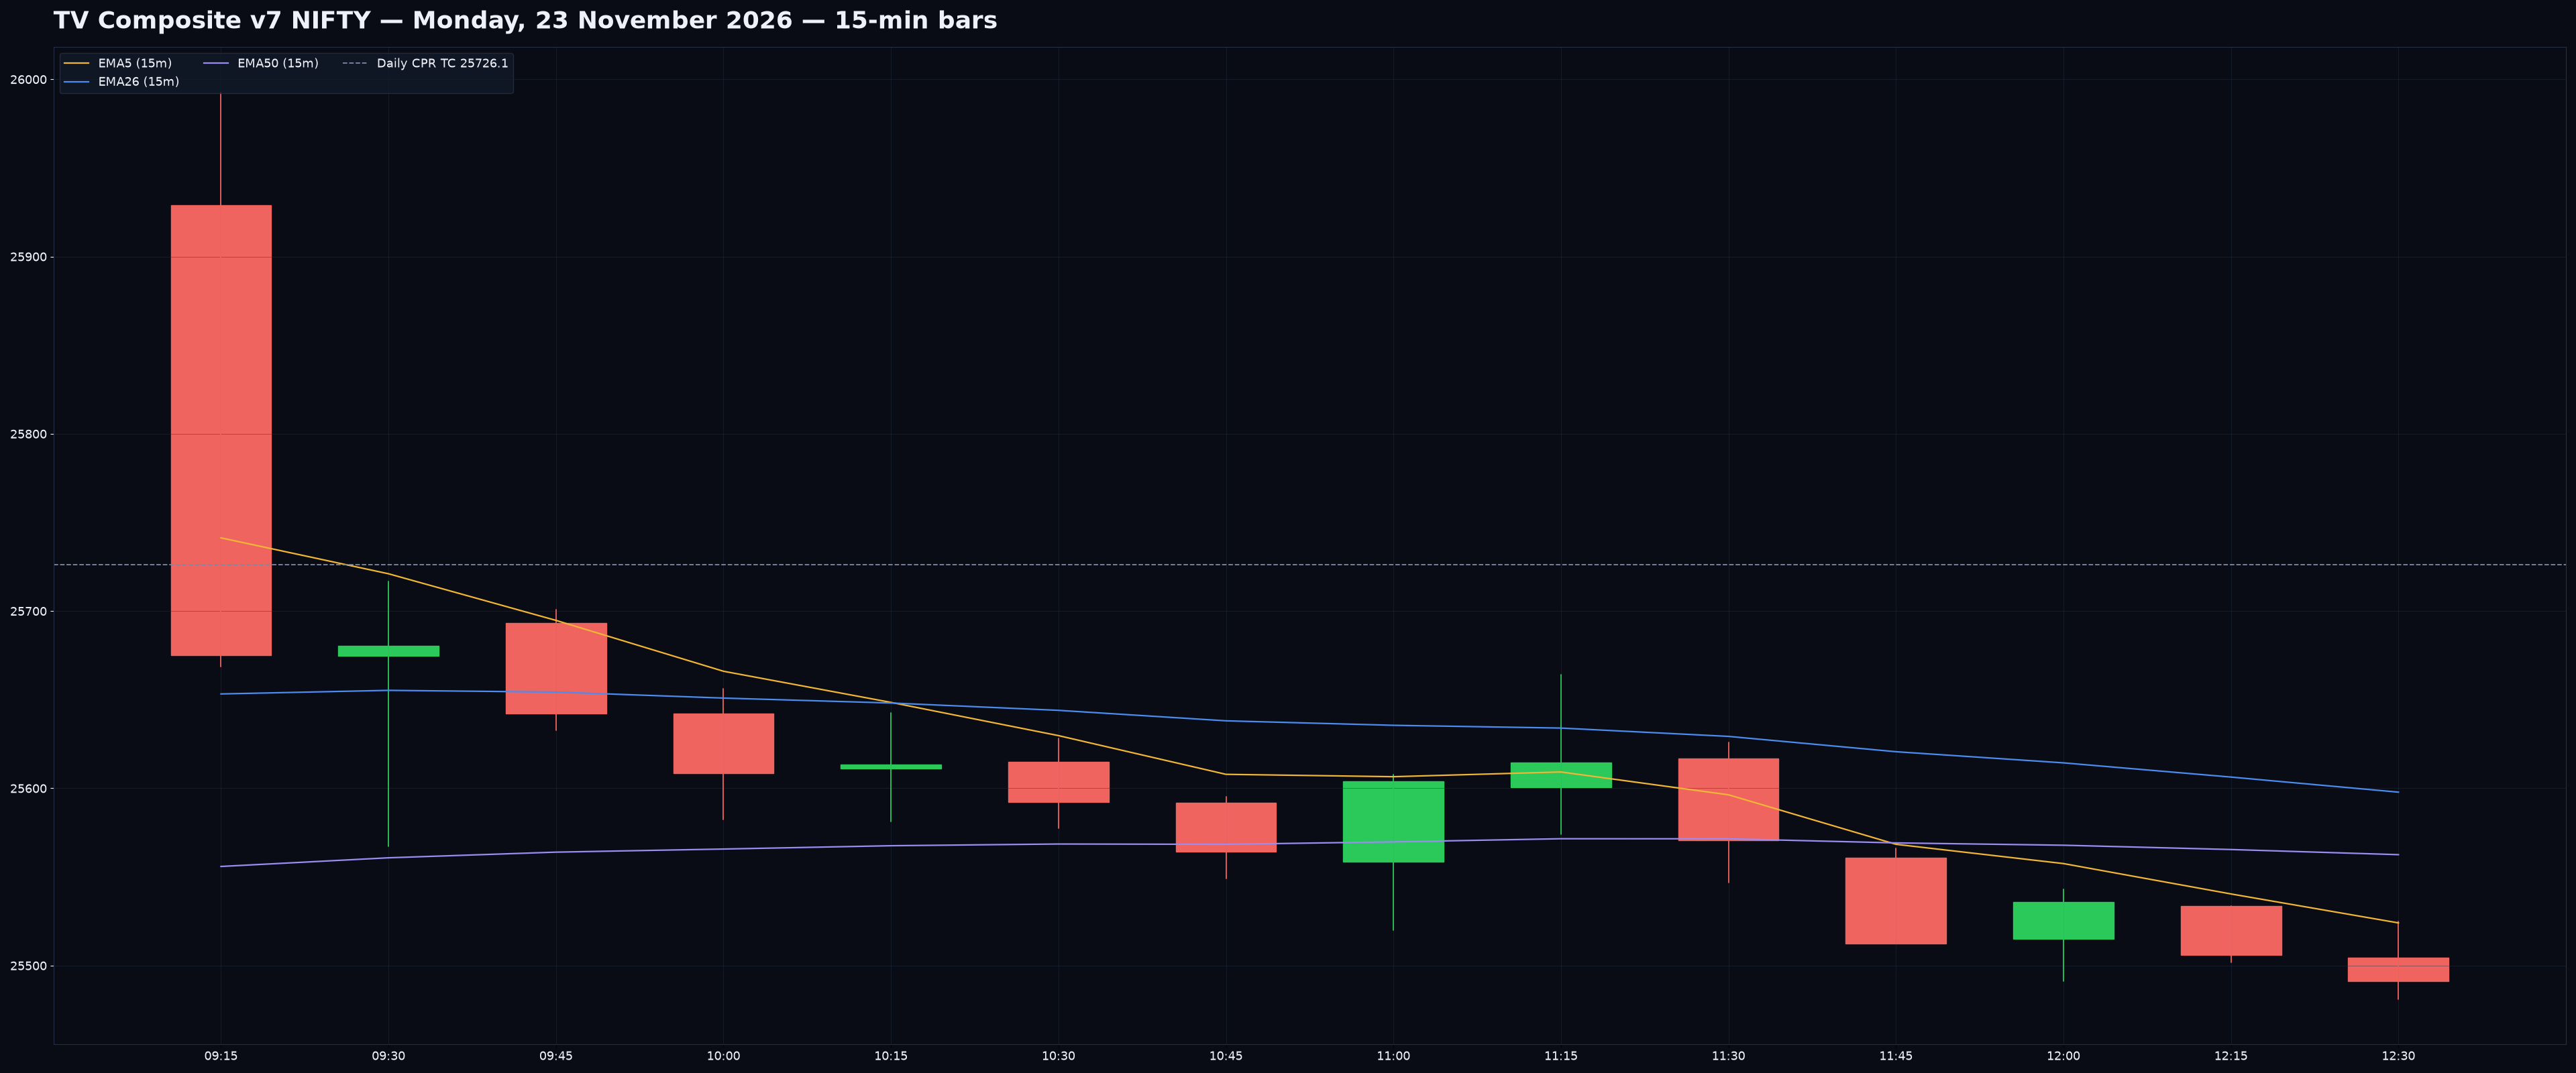 TV Composite v7 NIFTY — Monday, 23 November 2026 — 15-min bars
EMA5 (15m) EMA50 (15m) Daily CPR TC 25726.1
EMA26 (15m)
26000
25900
25800
25700
25600
25500
09:15 09:30 09:45 10:00 10:15 10:30 10:45 11:00 11:15 11:30 11:45 12:00 12:15 12:30